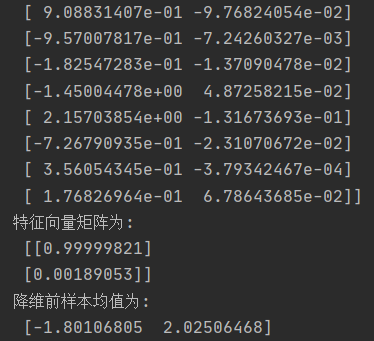 [ 9.08831407e-01 -9.76824054e-02]
[-9.57007817e-01 -7.24260327e-03]
[-1.82547283e-01 -1.37090478e-02]
[-1.45004478e+00  4.87258215e-02]
[ 2.15703854e+00 -1.31673693e-01]
[-7.26790935e-01 -2.31070672e-02]
[ 3.56054345e-01 -3.79342467e-04]
[ 1.76826964e-01  6.78643685e-02]]
特征向量矩阵为:
[[0.99999821]
[0.00189053]]
降维前样本均值为:
[-1.80106805  2.02506468]